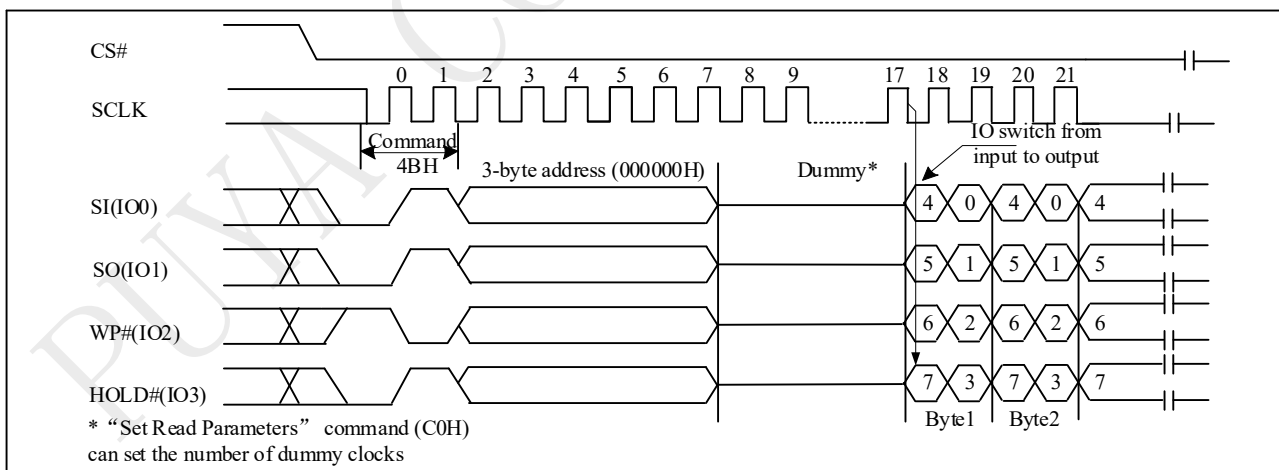 CS#
0 1 2 3 4 5 6 7 8 9 17 18 19 20 21
SCLK
Command
4BH
IO switch from
input to output
3-byte address (000000H)
Dummy*
SI(IO0)
4 0 4 0 4
SO(IO1)
5 1 5 1 5
WP#(IO2)
6 2 6 2 6
HOLD#(IO3)
7 3 7 3 7
Byte1 Byte2
* “Set Read Parameters” command (C0H)
can set the number of dummy clocks
PUYA CO